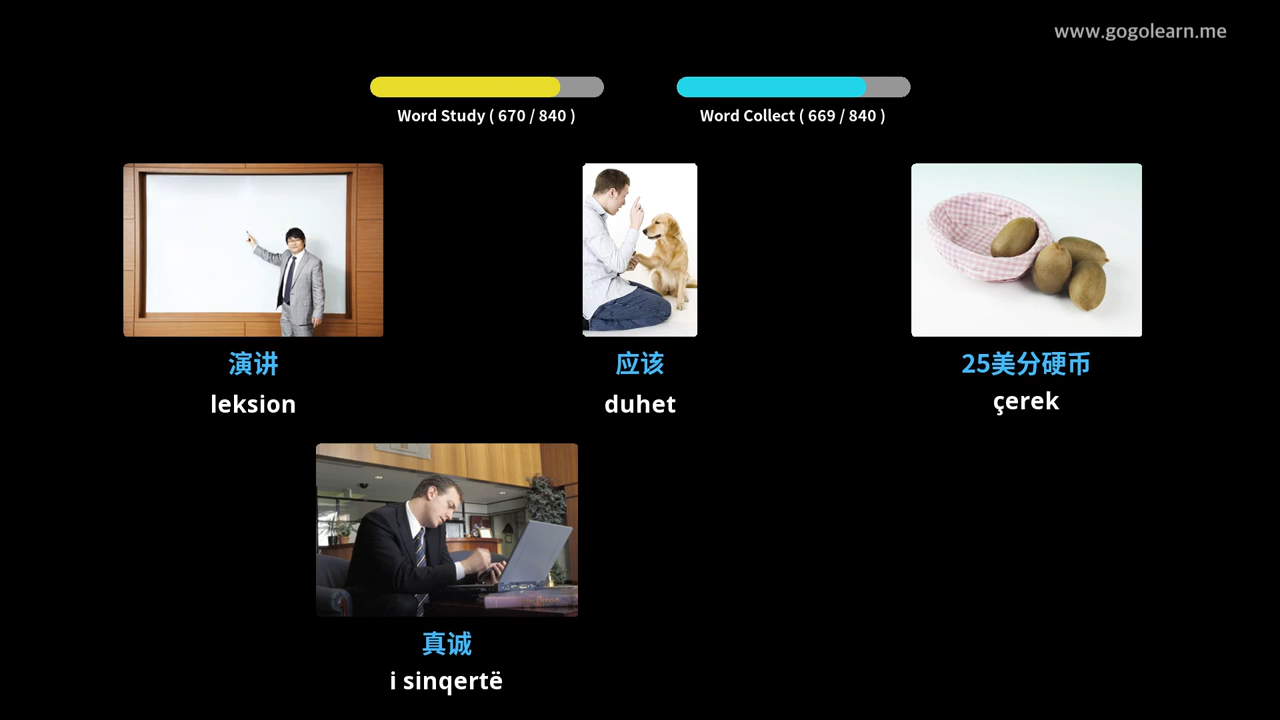 www.gogolearn.me
Word Study ( 670 / 840 )
Word Collect ( 669 / 840 )
演讲
leksion
应该
duhet
25美分硬币
çerek
真诚
i sinqertë